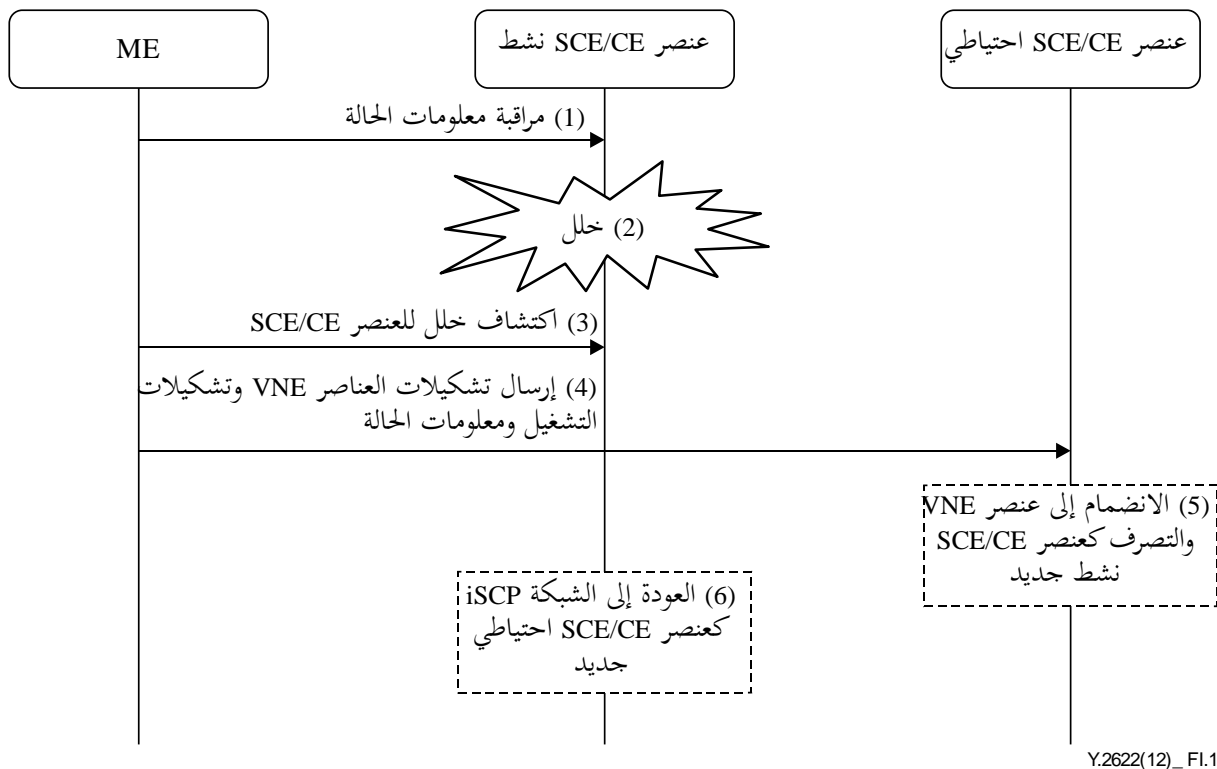 ME
عنصر SCE/CE نشط
عنصر SCE/CE احتياطي
(1) مراقبة معلومات الحالة
(2) خلل
(3) اكتشاف خلل للعنصر SCE/CE
(4) إرسال تشكيلات العناصر VNE وتشكيلات
التشغيل ومعلومات الحالة
(5) الانضمام إلى عنصر VNE
والتصرف كعنصر SCE/CE
نشط جديد
(6) العودة إلى الشبكة iSCP
كعنصر SCE/CE احتياطي
جديد
Y.2622(12)_FI.1